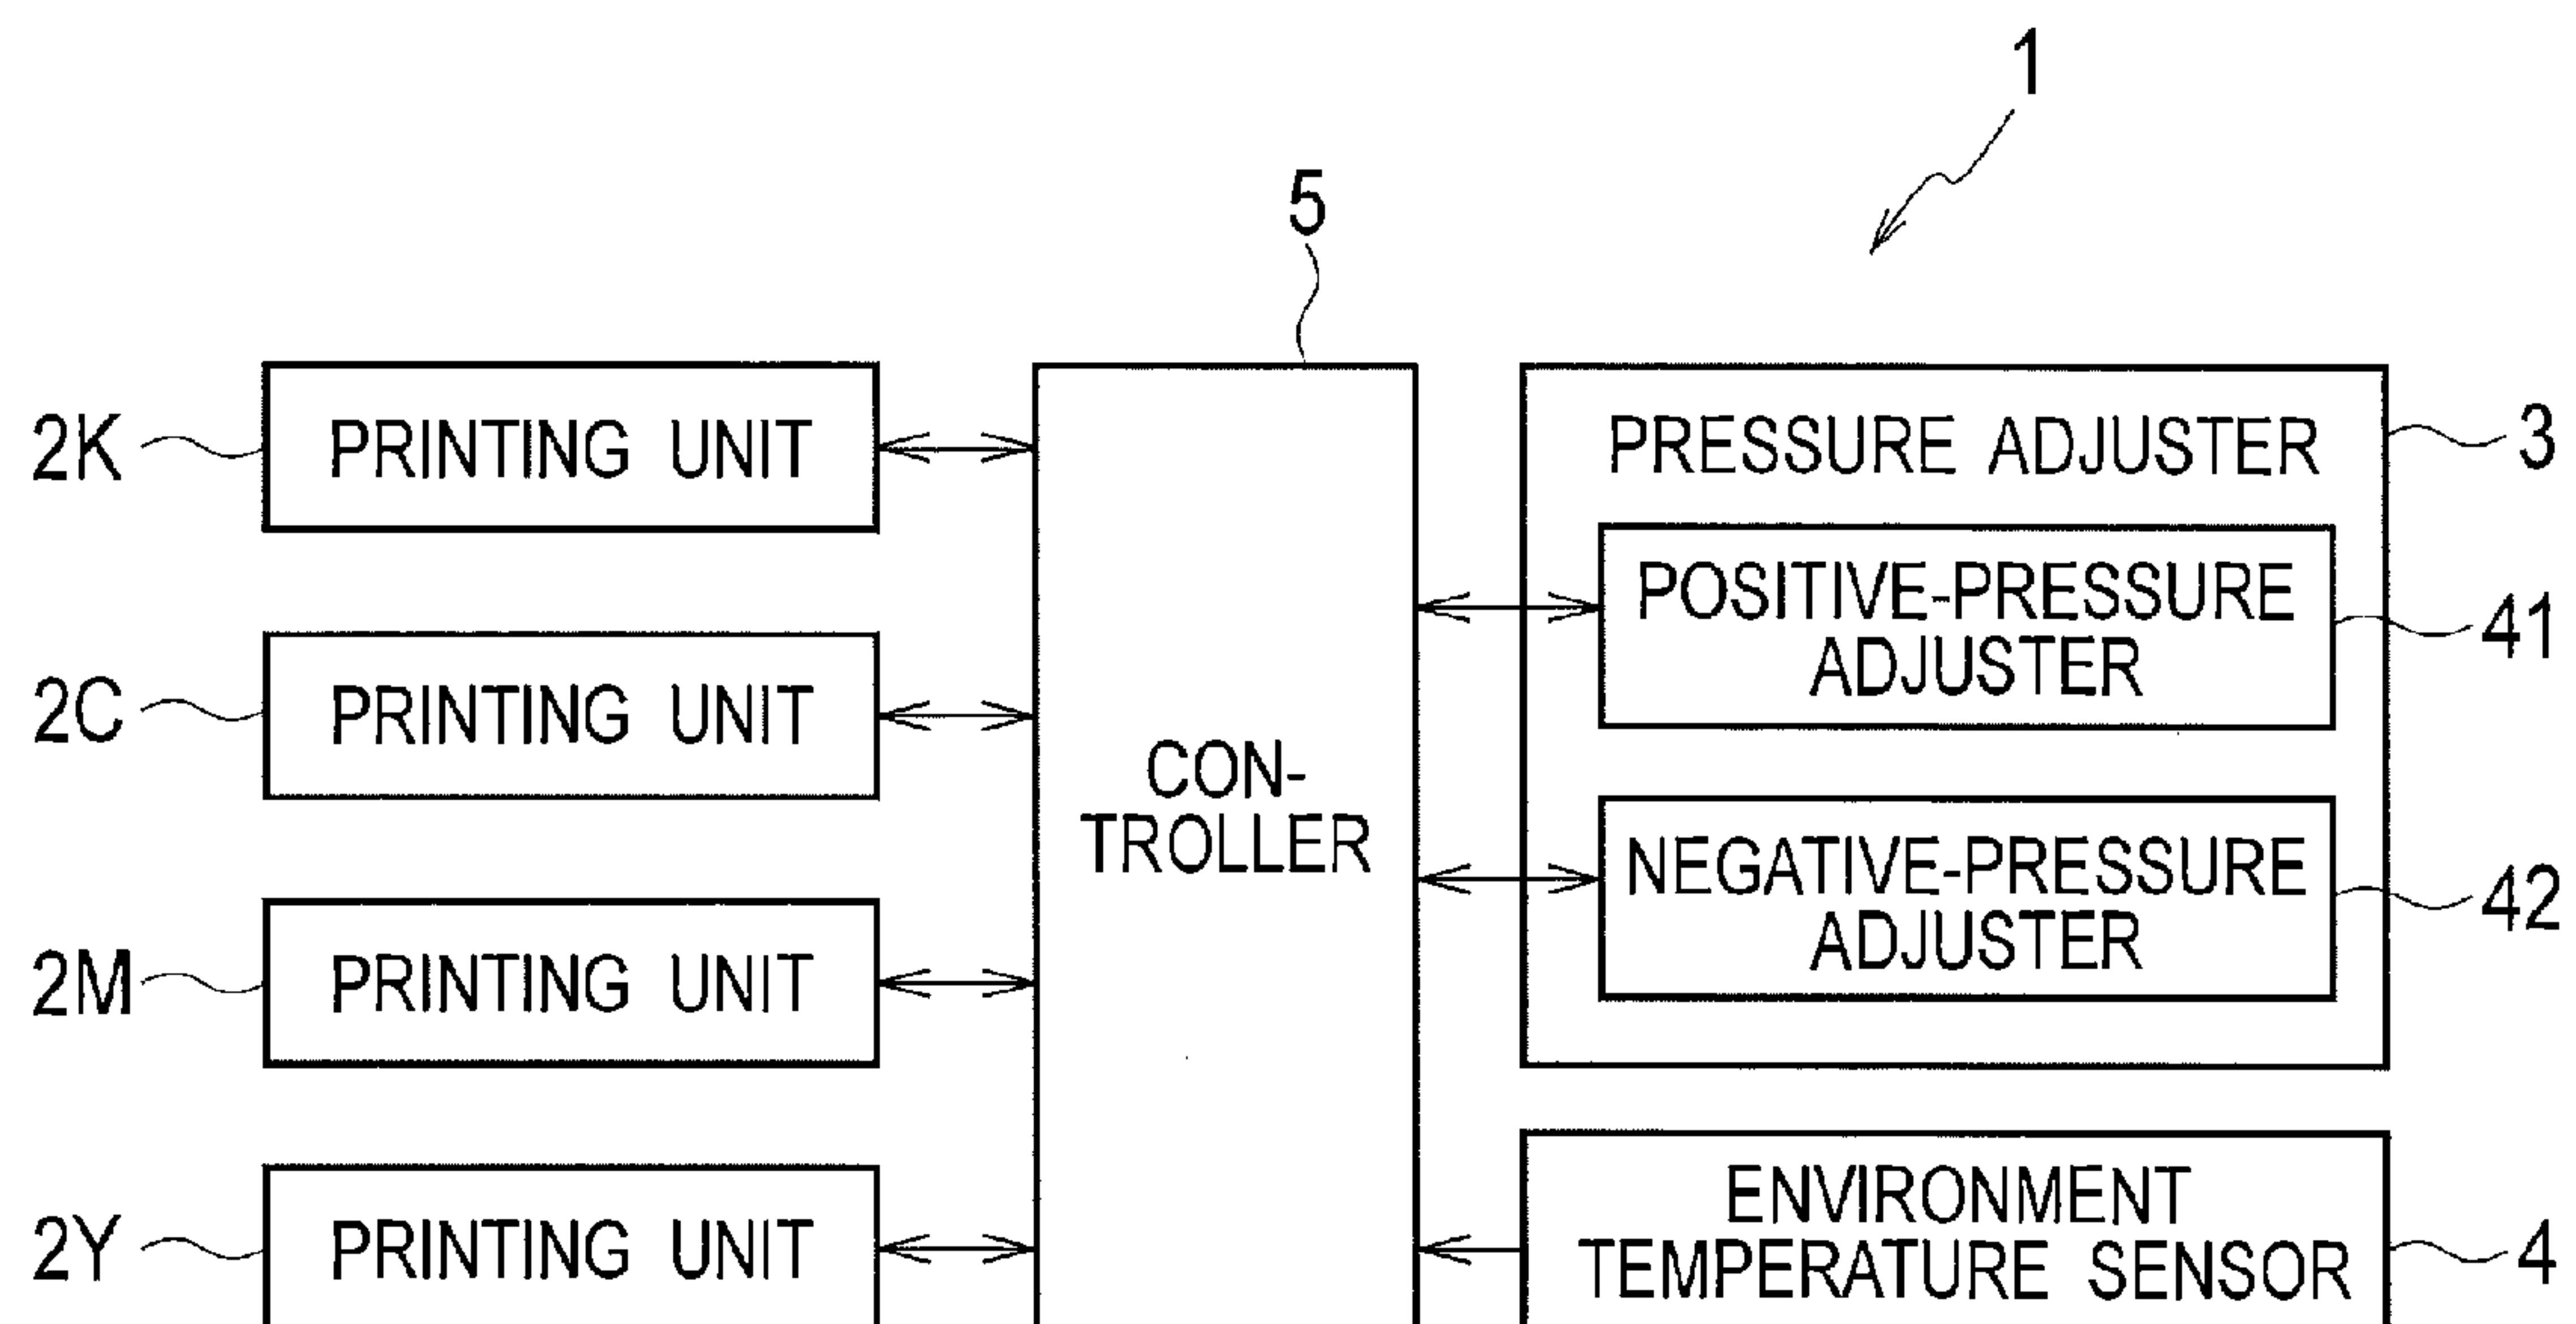 1
5
2K PRINTING UNIT
2C PRINTING UNIT
2M PRINTING UNIT
2Y PRINTING UNIT
CON-
TROLLER
PRESSURE ADJUSTER 3
POSITIVE-PRESSURE
ADJUSTER
41
NEGATIVE-PRESSURE
ADJUSTER
42
ENVIRONMENT
TEMPERATURE SENSOR
4